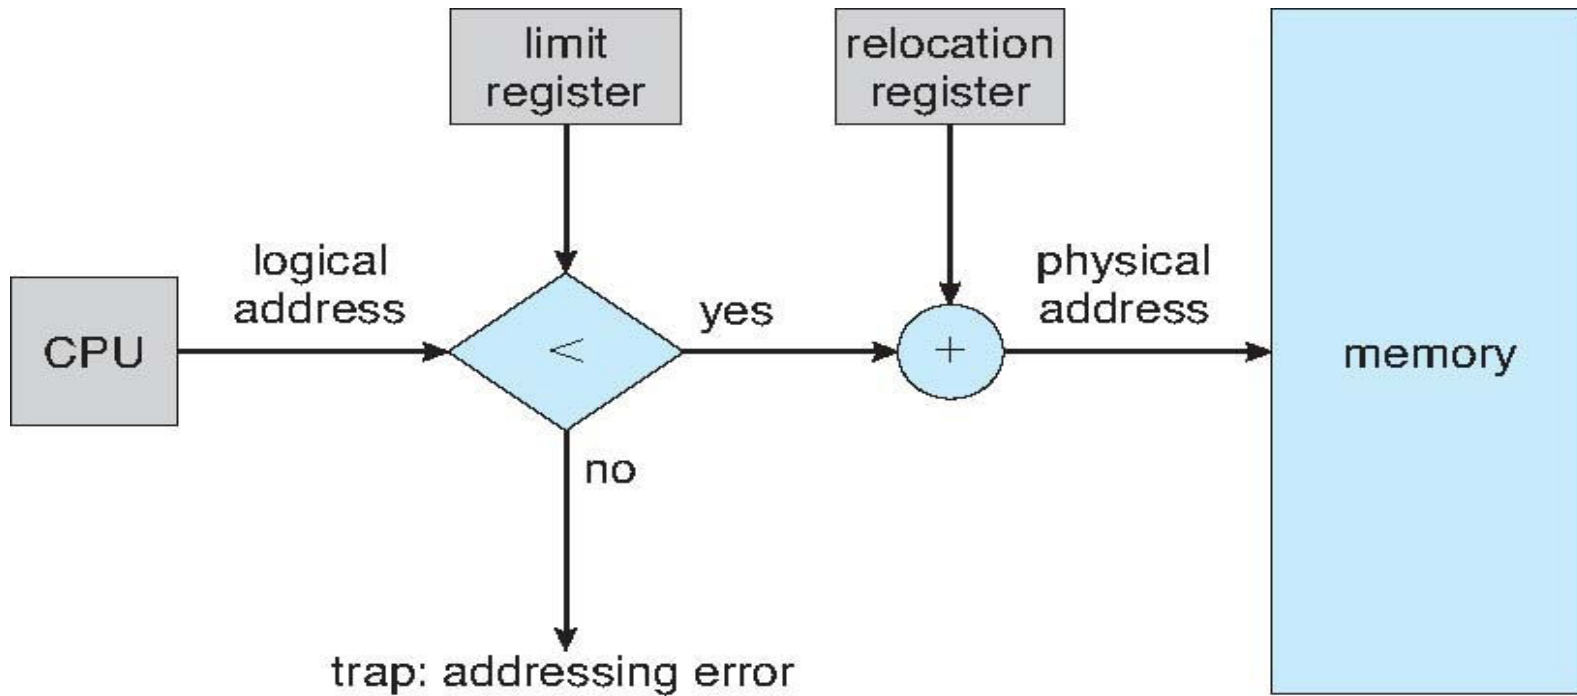 limit
register
relocation
register
logical
address
physical
address
CPU
<
yes
+
memory
no
trap: addressing error